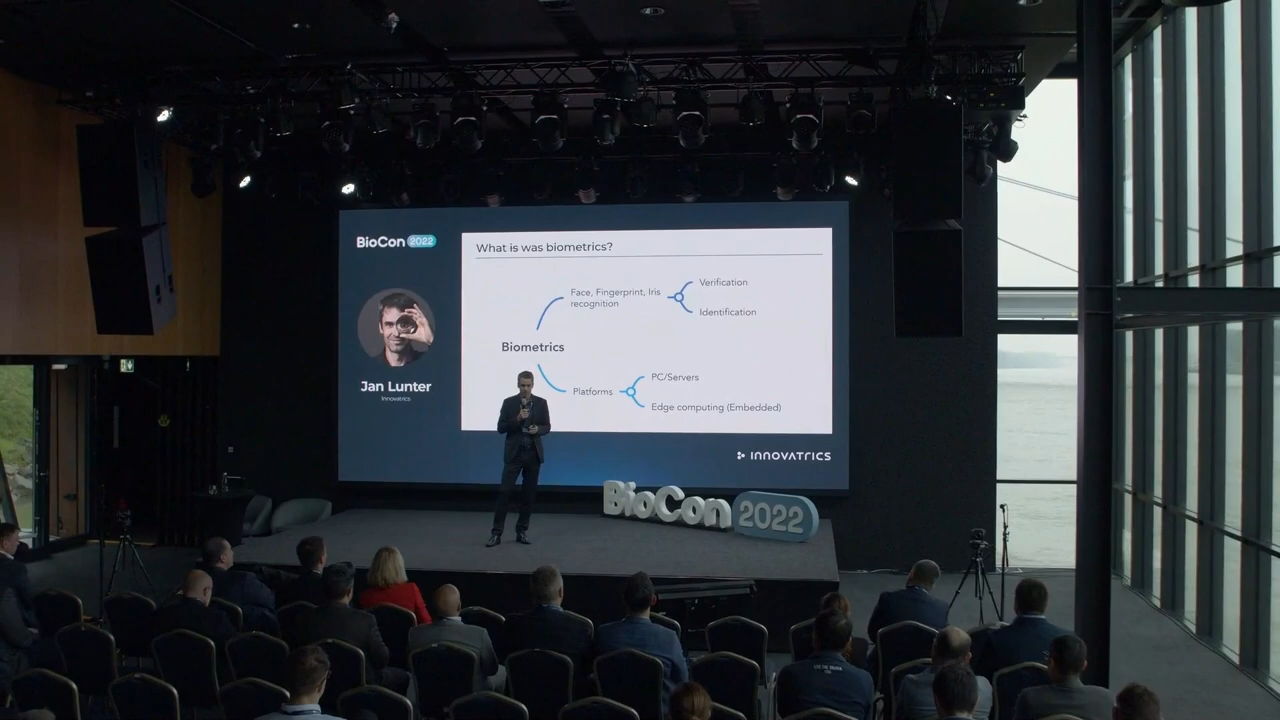 BioCon 2022
Jan Lunter
Innovatrics
What is was biometrics?
Face, Fingerprint, Iris
recognition
Verification
Identification
Biometrics
Platforms
PC/Servers
Edge computing (Embedded)
INNOVATRICS
BioCon 2022